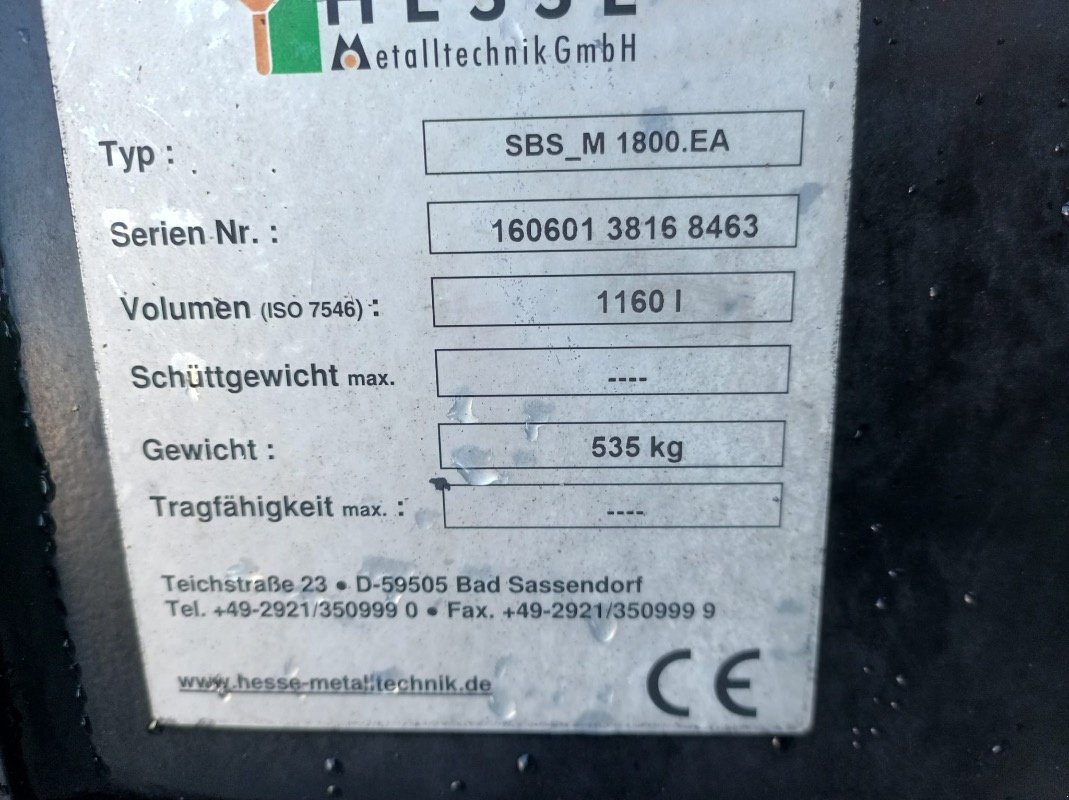 HESSE
Metalltechnik GmbH
Typ : SBS_M 1800.EA
Serien Nr. : 160601 3816 8463
Volumen (ISO 7546) : 1160 l
Schüttgewicht max. ----
Gewicht : 535 kg
Tragfähigkeit max. : ----
Teichstraße 23 • D-59505 Bad Sassendorf
Tel. +49-2921/350999 0 • Fax. +49-2921/350999 9
www.hesse-metalltechnik.de
CE